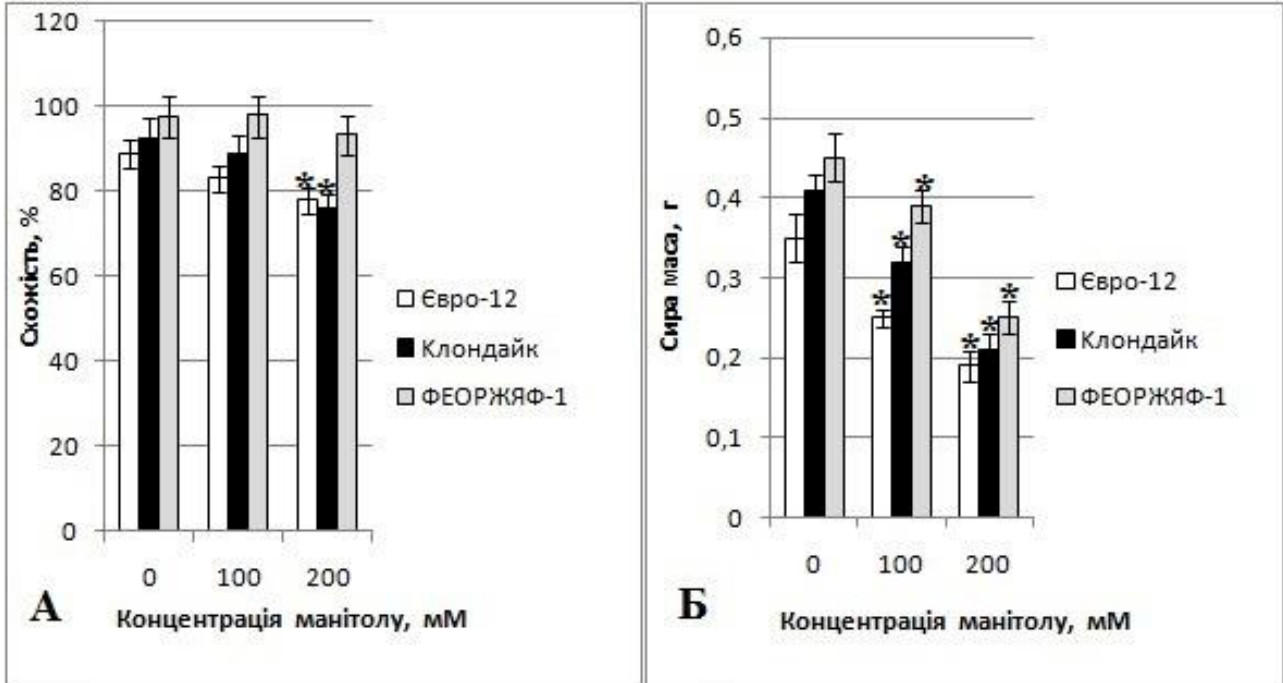 120
100
80
60
40
20
0
Схожість, %
* *
0 100 200
Концентрація манітолу, мМ
А
Євро-12
Клондайк
ФЕОРЖЯФ-1
0,6
0,5
0,4
0,3
0,2
0,1
0
Сира маса, г
* * *
* * *
0 100 200
Концентрація манітолу, мМ
Б
Євро-12
Клондайк
ФЕОРЖЯФ-1